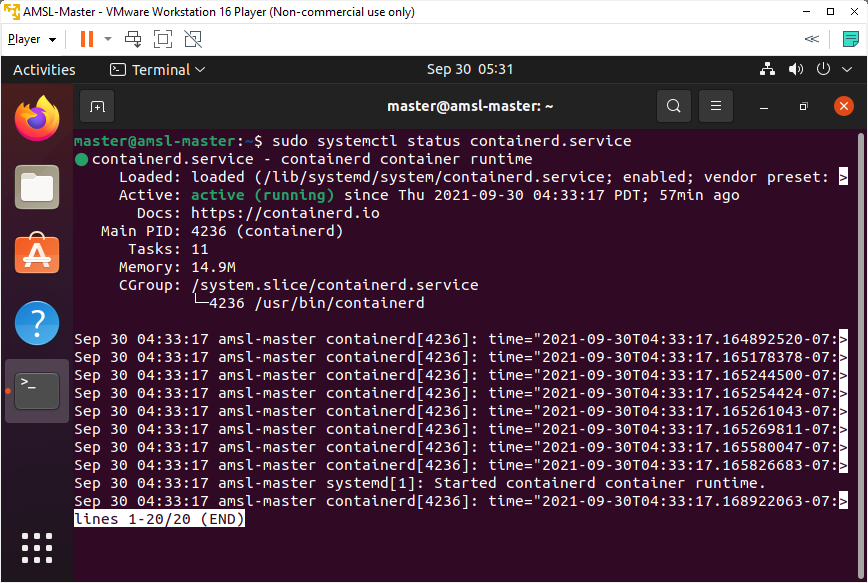 AMSL-Master - VMware Workstation 16 Player (Non-commercial use only)
Player
Activities Terminal Sep 30 05:31
master@amsl-master: ~
master@amsl-master:~$ sudo systemctl status containerd.service
● containerd.service - containerd container runtime
Loaded: loaded (/lib/systemd/system/containerd.service; enabled; vendor preset: >
Active: active (running) since Thu 2021-09-30 04:33:17 PDT; 57min ago
Docs: https://containerd.io
Main PID: 4236 (containerd)
Tasks: 11
Memory: 14.9M
CGroup: /system.slice/containerd.service
└─4236 /usr/bin/containerd
Sep 30 04:33:17 amsl-master containerd[4236]: time="2021-09-30T04:33:17.164892520-07:>
Sep 30 04:33:17 amsl-master containerd[4236]: time="2021-09-30T04:33:17.165178378-07:>
Sep 30 04:33:17 amsl-master containerd[4236]: time="2021-09-30T04:33:17.165244500-07:>
Sep 30 04:33:17 amsl-master containerd[4236]: time="2021-09-30T04:33:17.165254424-07:>
Sep 30 04:33:17 amsl-master containerd[4236]: time="2021-09-30T04:33:17.165261043-07:>
Sep 30 04:33:17 amsl-master containerd[4236]: time="2021-09-30T04:33:17.165269811-07:>
Sep 30 04:33:17 amsl-master containerd[4236]: time="2021-09-30T04:33:17.165580047-07:>
Sep 30 04:33:17 amsl-master containerd[4236]: time="2021-09-30T04:33:17.165826683-07:>
Sep 30 04:33:17 amsl-master systemd[1]: Started containerd container runtime.
Sep 30 04:33:17 amsl-master containerd[4236]: time="2021-09-30T04:33:17.168922063-07:>
lines 1-20/20 (END)